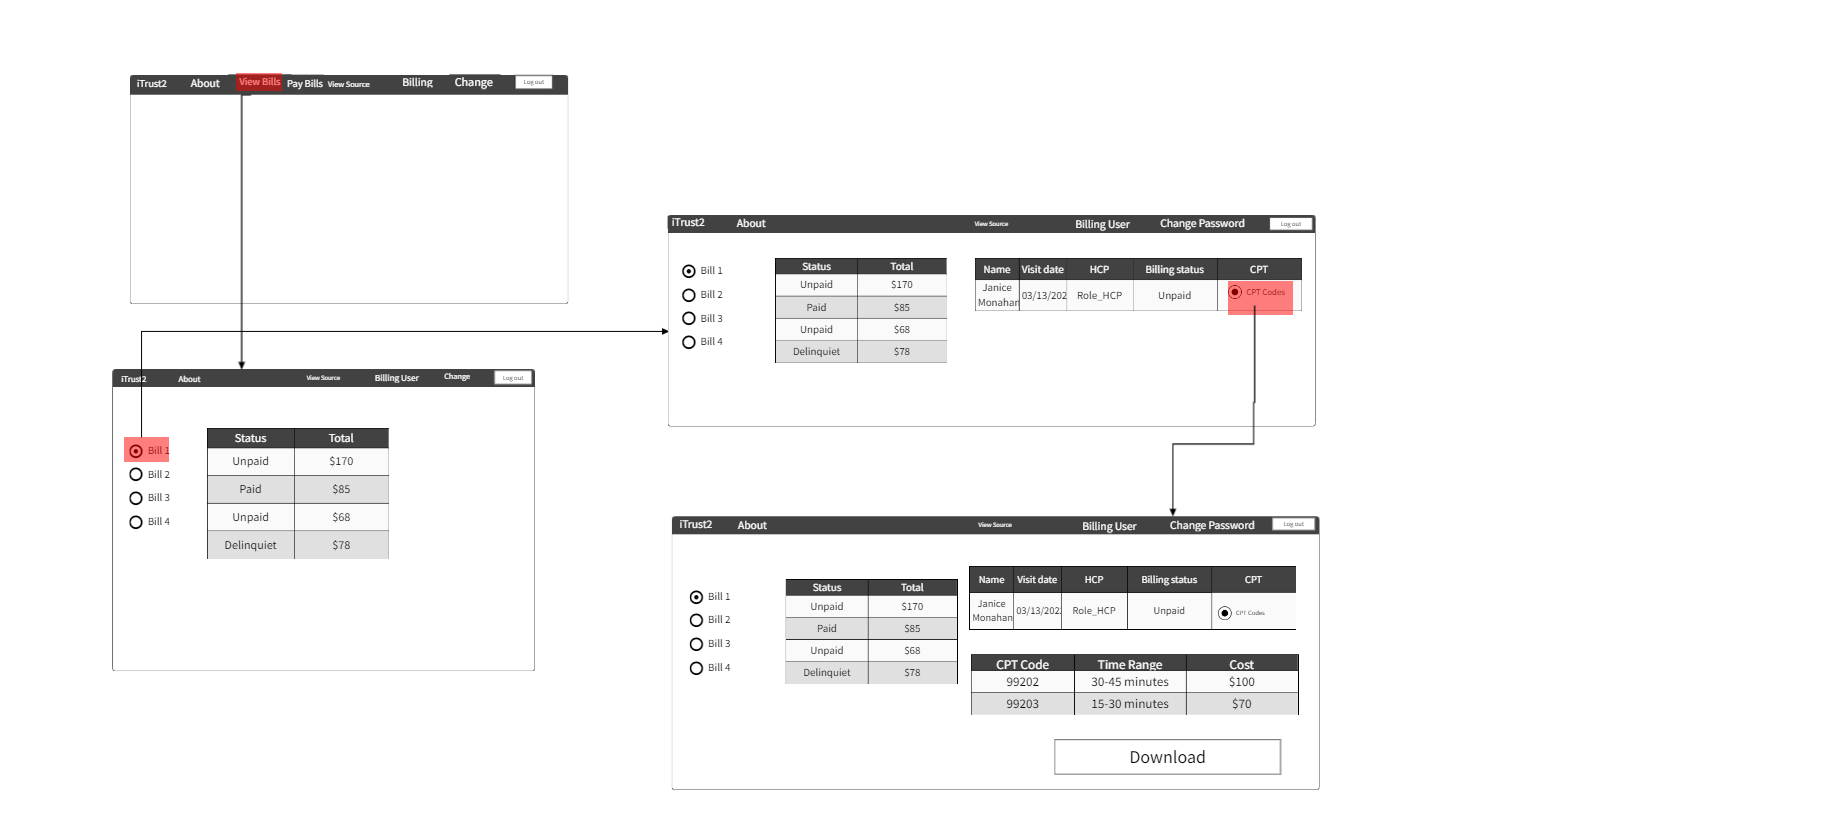 iTrust2 About View Bills Pay Bills View Source Billing Change Log out
iTrust2 About View Source Billing User Change Password Log out
Bill 1
Bill 2
Bill 3
Bill 4
Status Total
Unpaid $170
Paid $85
Unpaid $68
Delinquiet $78
Name Visit date HCP Billing status CPT
Janice
Monahan 03/13/202 Role_HCP Unpaid CPT Codes
iTrust2 About View Source Billing User Change Log out
Bill 1
Bill 2
Bill 3
Bill 4
Status Total
Unpaid $170
Paid $85
Unpaid $68
Delinquiet $78
iTrust2 About View Source Billing User Change Password Log out
Bill 1
Bill 2
Bill 3
Bill 4
Status Total
Unpaid $170
Paid $85
Unpaid $68
Delinquiet $78
Name Visit date HCP Billing status CPT
Janice
Monahan 03/13/202 Role_HCP Unpaid CPT Codes
CPT Code Time Range Cost
99202 30-45 minutes $100
99203 15-30 minutes $70
Download